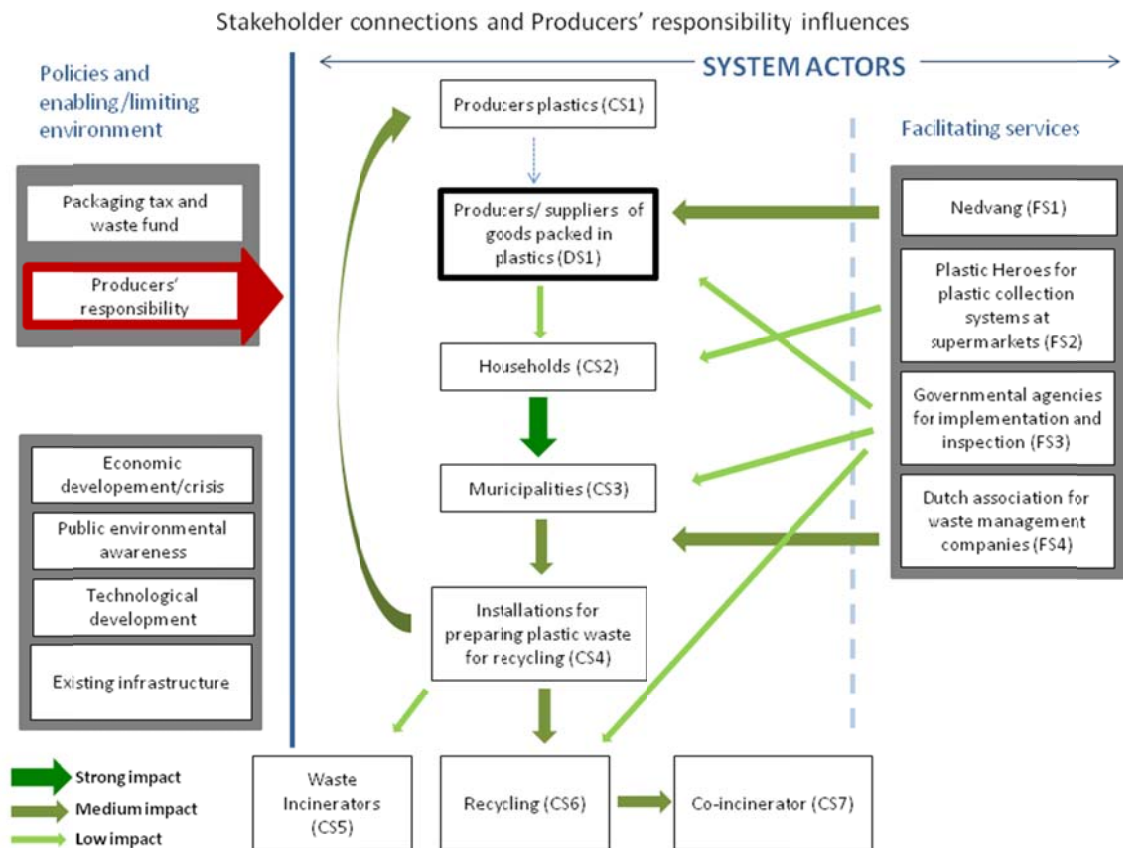 Stakeholder connections and Producers’ responsibility influences
SYSTEM ACTORS
Policies and
enabling/limiting
environment
Packaging tax and
waste fund
Producers’
responsibility
Economic
developement/crisis
Public environmental
awareness
Technological
development
Existing infrastructure
Producers plastics (CS1)
Producers/ suppliers of
goods packed in
plastics (DS1)
Households (CS2)
Municipalities (CS3)
Installations for
preparing plastic waste
for recycling (CS4)
Waste
Incinerators
(CS5)
Recycling (CS6)
Co-incinerator (CS7)
Facilitating services
Nedvang (FS1)
Plastic Heroes for
plastic collection
systems at
supermarkets (FS2)
Governmental agencies
for implementation and
inspection (FS3)
Dutch association for
waste management
companies (FS4)
Strong impact
Medium impact
Low impact